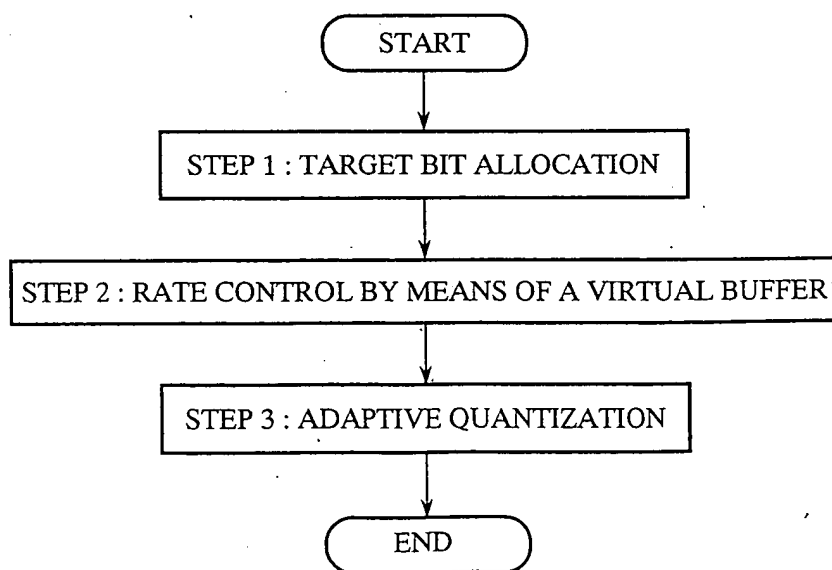 START
STEP 1 : TARGET BIT ALLOCATION
STEP 2 : RATE CONTROL BY MEANS OF A VIRTUAL BUFFER
STEP 3 : ADAPTIVE QUANTIZATION
END